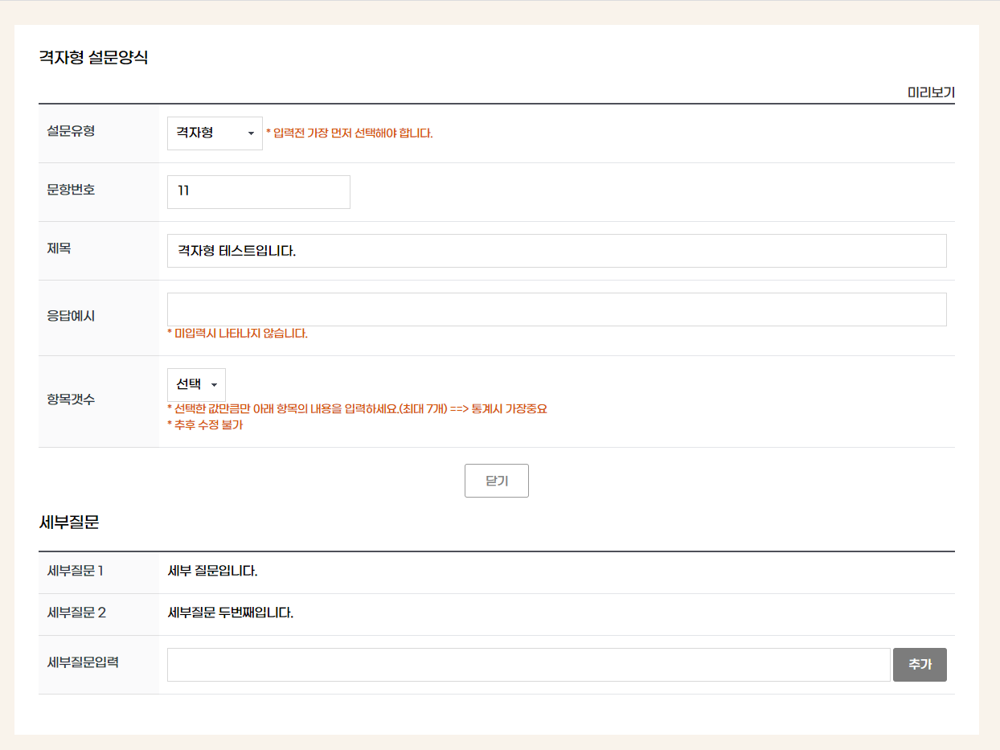 격자형 설문양식
미리보기
설문유형 격자형 * 입력전 가장 먼저 선택해야 합니다.
문항번호 11
제목 격자형 테스트입니다.
응답예시
* 미입력시 나타나지 않습니다.
항목갯수 선택
* 선택한 값만큼만 아래 항목의 내용을 입력하세요.(최대 7개) ==> 통계시 가장중요
* 추후 수정 불가
닫기
세부질문
세부질문 1 세부 질문입니다.
세부질문 2 세부질문 두번째입니다.
세부질문입력 추가